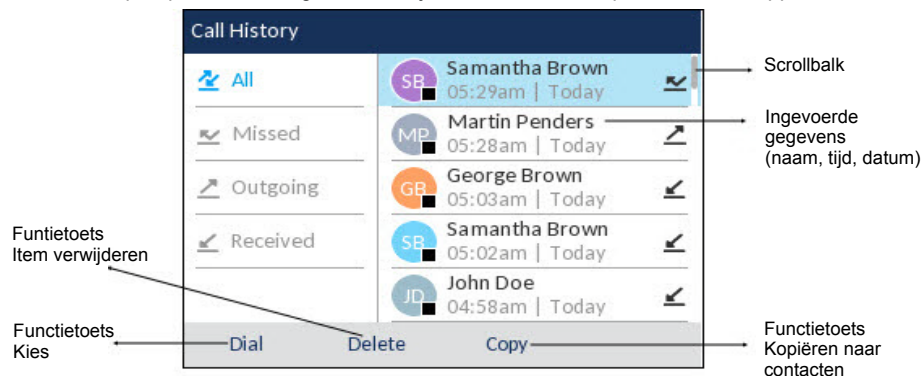 Call History
All
Missed
Outgoing
Received
SB
Samantha Brown
05:29am | Today
MP
Martin Penders
05:28am | Today
GB
George Brown
05:03am | Today
SB
Samantha Brown
05:02am | Today
JD
John Doe
04:58am | Today
Dial Delete Copy
Scrollbalk
Ingevoerde
gegevens
(naam, tijd, datum)
Funtietoets
Item verwijderen
Functietoets
Kies
Functietoets
Kopiëren naar
contacten